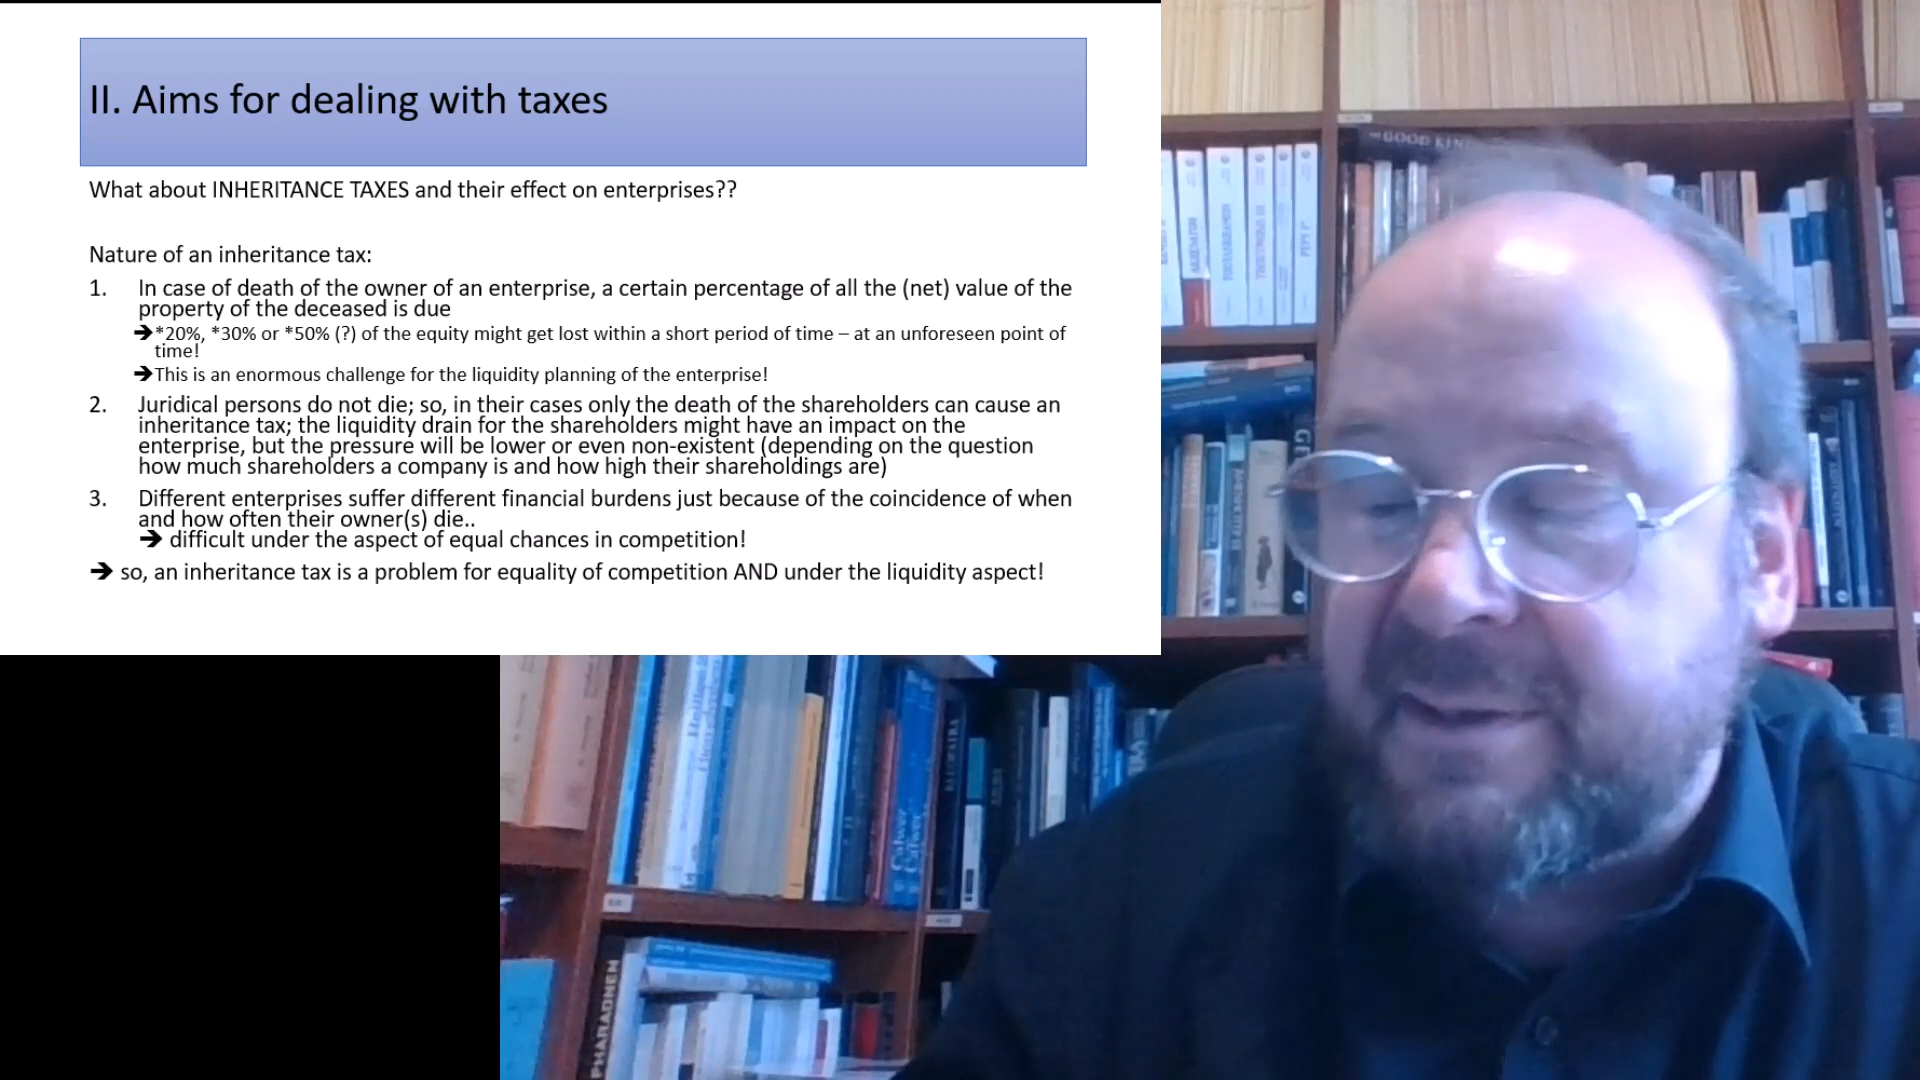 II. Aims for dealing with taxes
What about INHERITANCE TAXES and their effect on enterprises??
Nature of an inheritance tax:
1. In case of death of the owner of an enterprise, a certain percentage of all the (net) value of the
property of the deceased is due
➔*20%, *30% or *50% (?) of the equity might get lost within a short period of time – at an unforeseen point of
time!
➔This is an enormous challenge for the liquidity planning of the enterprise!
2. Juridical persons do not die; so, in their cases only the death of the shareholders can cause an
inheritance tax; the liquidity drain for the shareholders might have an impact on the
enterprise, but the pressure will be lower or even non-existent (depending on the question
how much shareholders a company is and how high their shareholdings are)
3. Different enterprises suffer different financial burdens just because of the coincidence of when
and how often their owner(s) die..
➔ difficult under the aspect of equal chances in competition!
➔ so, an inheritance tax is a problem for equality of competition AND under the liquidity aspect!
GOOD KIN
Calwer
Calwer
PHARAONEN